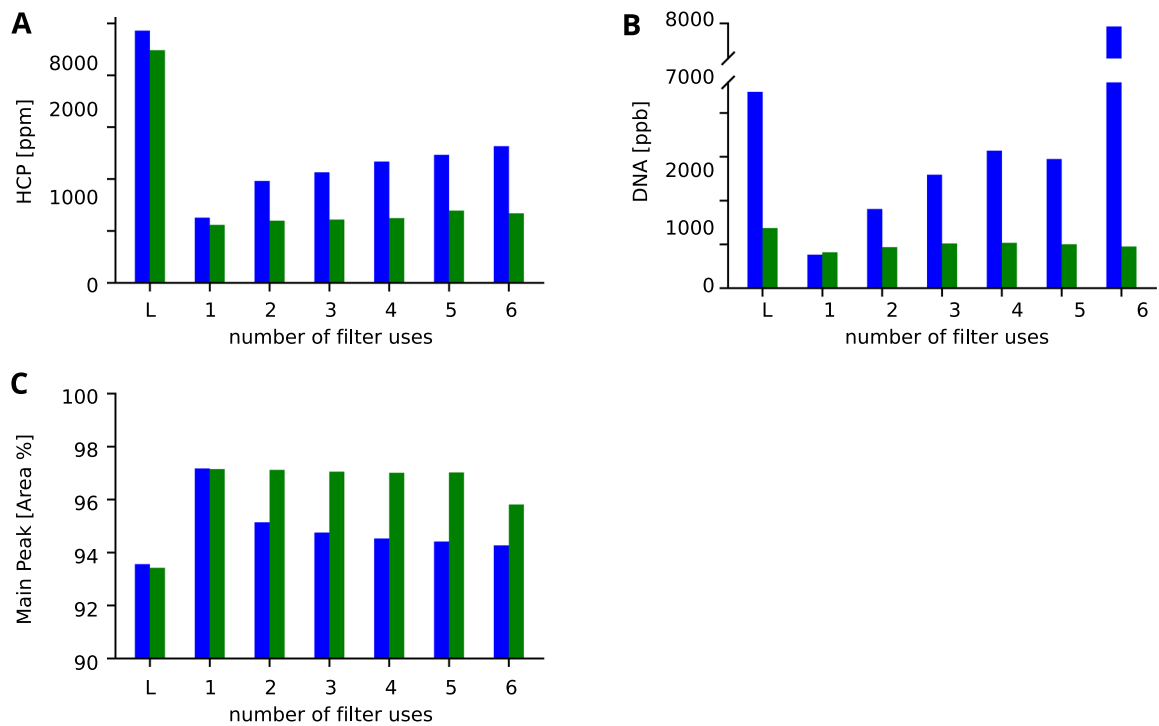 A
HCP [ppm]
8000
2000
1000
0
L 1 2 3 4 5 6
number of filter uses
B
DNA [ppb]
8000
7000
2000
1000
0
L 1 2 3 4 5 6
number of filter uses
C
Main Peak [Area %]
100
98
96
94
92
90
L 1 2 3 4 5 6
number of filter uses